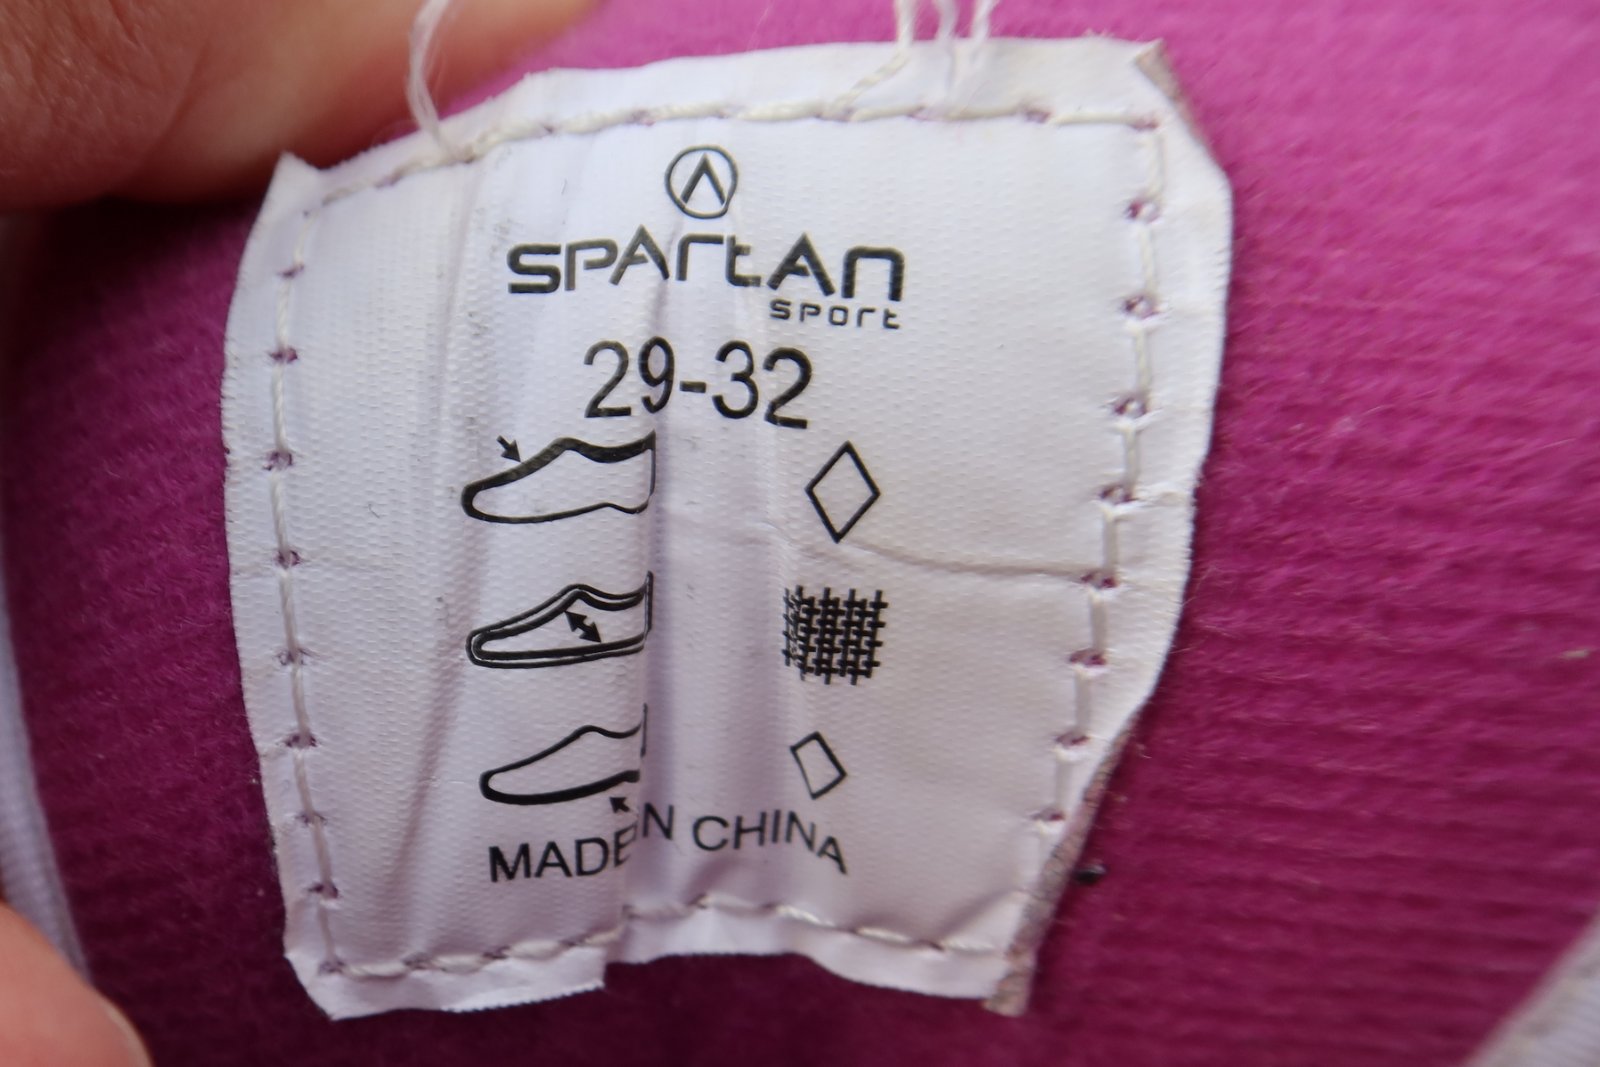 SPARTAN
SPORT
29-32
MADE IN CHINA